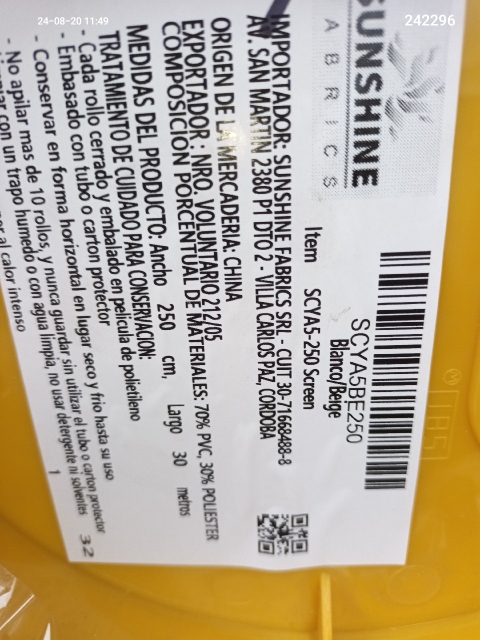 24-08-20 11:49
242296
SUNSHINE
A B R I C S
SCYA5BE250
Blanco/Beige
Item SCYA5-250 Screen
IMPORTADOR: SUNSHINE FABRICS SRL - CUIT 30-71668488-8
AV. SAN MARTIN 2380 P1 DTO 2 - VILLA CARLOS PAZ, CORDOBA
ORIGEN DE LA MERCADERIA: CHINA
EXPORTADOR : NRO. VOLUNTARIO 212/05
COMPOSICIÓN PORCENTUAL DE MATERIALES: 70% PVC, 30% POLIESTER
MEDIDAS DEL PRODUCTO: Ancho 250 cm, Largo 30 metros
TRATAMIENTO DE CUIDADO PARA CONSERVACION:
- Cada rollo cerrado y embalado en película de polietileno
- Embasado con tubo o carton protector
- Conservar en forma horizontal en lugar seco y frio hasta su uso
- No apilar mas de 10 rollos, y nunca guardar sin utilizar el tubo o carton protector
con un trapo humedo o con agua limpia, no usar detergente ni solventes
al calor intenso
1
32